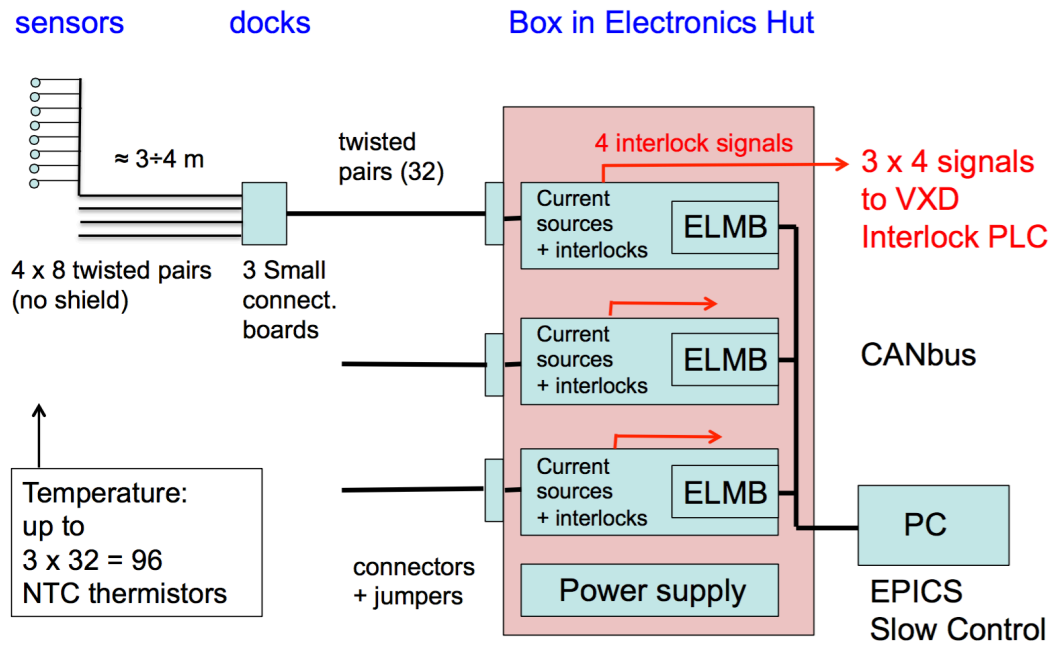 sensors
docks
Box in Electronics Hut
≈ 3÷4 m
twisted
pairs (32)
4 interlock signals
3 x 4 signals
to VXD
Interlock PLC
Current
sources
+ interlocks
ELMB
4 x 8 twisted pairs
(no shield)
3 Small
connect.
boards
Current
sources
+ interlocks
ELMB
CANbus
Temperature:
up to
3 x 32 = 96
NTC thermistors
Current
sources
+ interlocks
ELMB
PC
connectors
+ jumpers
Power supply
EPICS
Slow Control